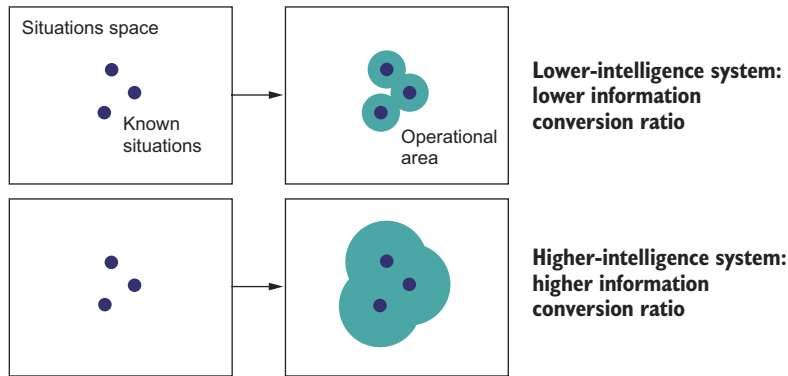 Situations space
Known
situations
Operational
area
Lower-intelligence system:
lower information
conversion ratio
Higher-intelligence system:
higher information
conversion ratio